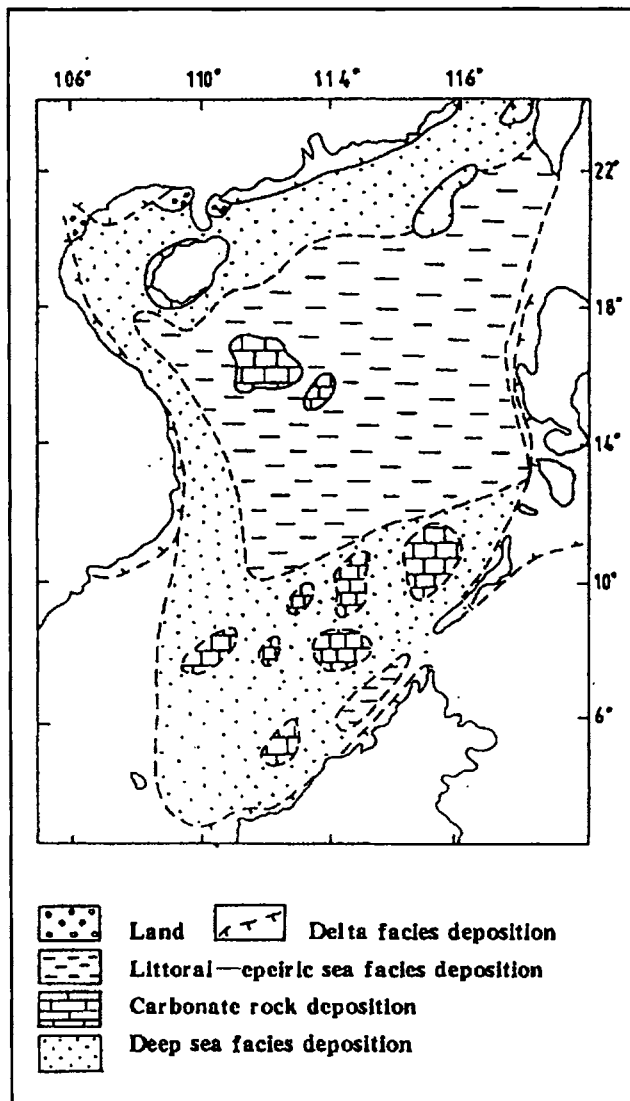 106° 110° 114° 116°
22°
18°
14°
10°
6°
Land Delta facies deposition
Littoral—epeiric sea facies deposition
Carbonate rock deposition
Deep sea facies deposition